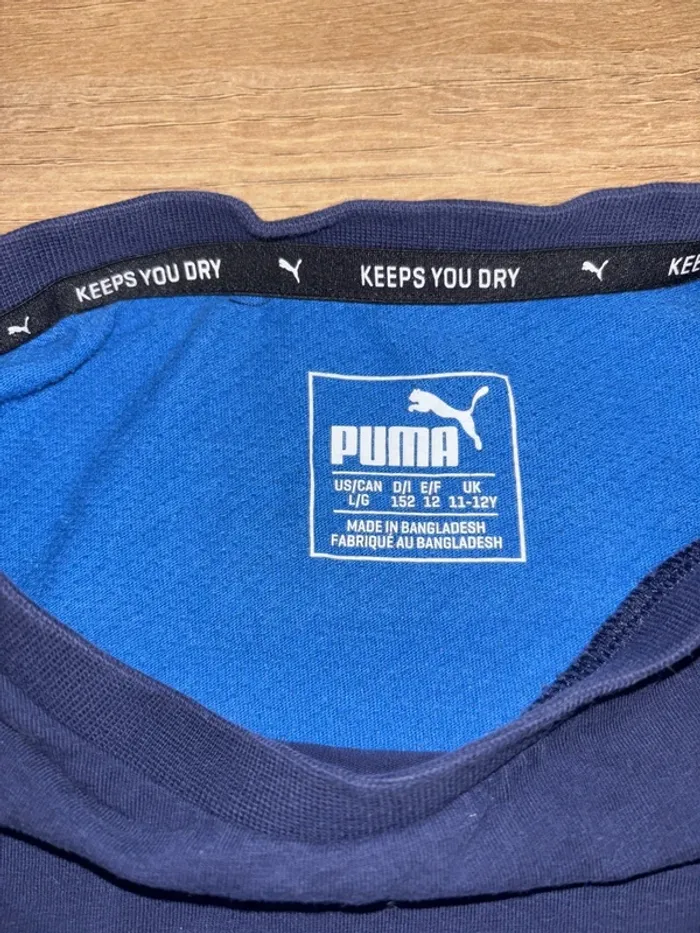 KEEPS YOU DRY KEEPS YOU DRY
PUMA
US/CAN D/I E/F UK
L/G 152 12 11-12Y
MADE IN BANGLADESH
FABRIQUÉ AU BANGLADESH